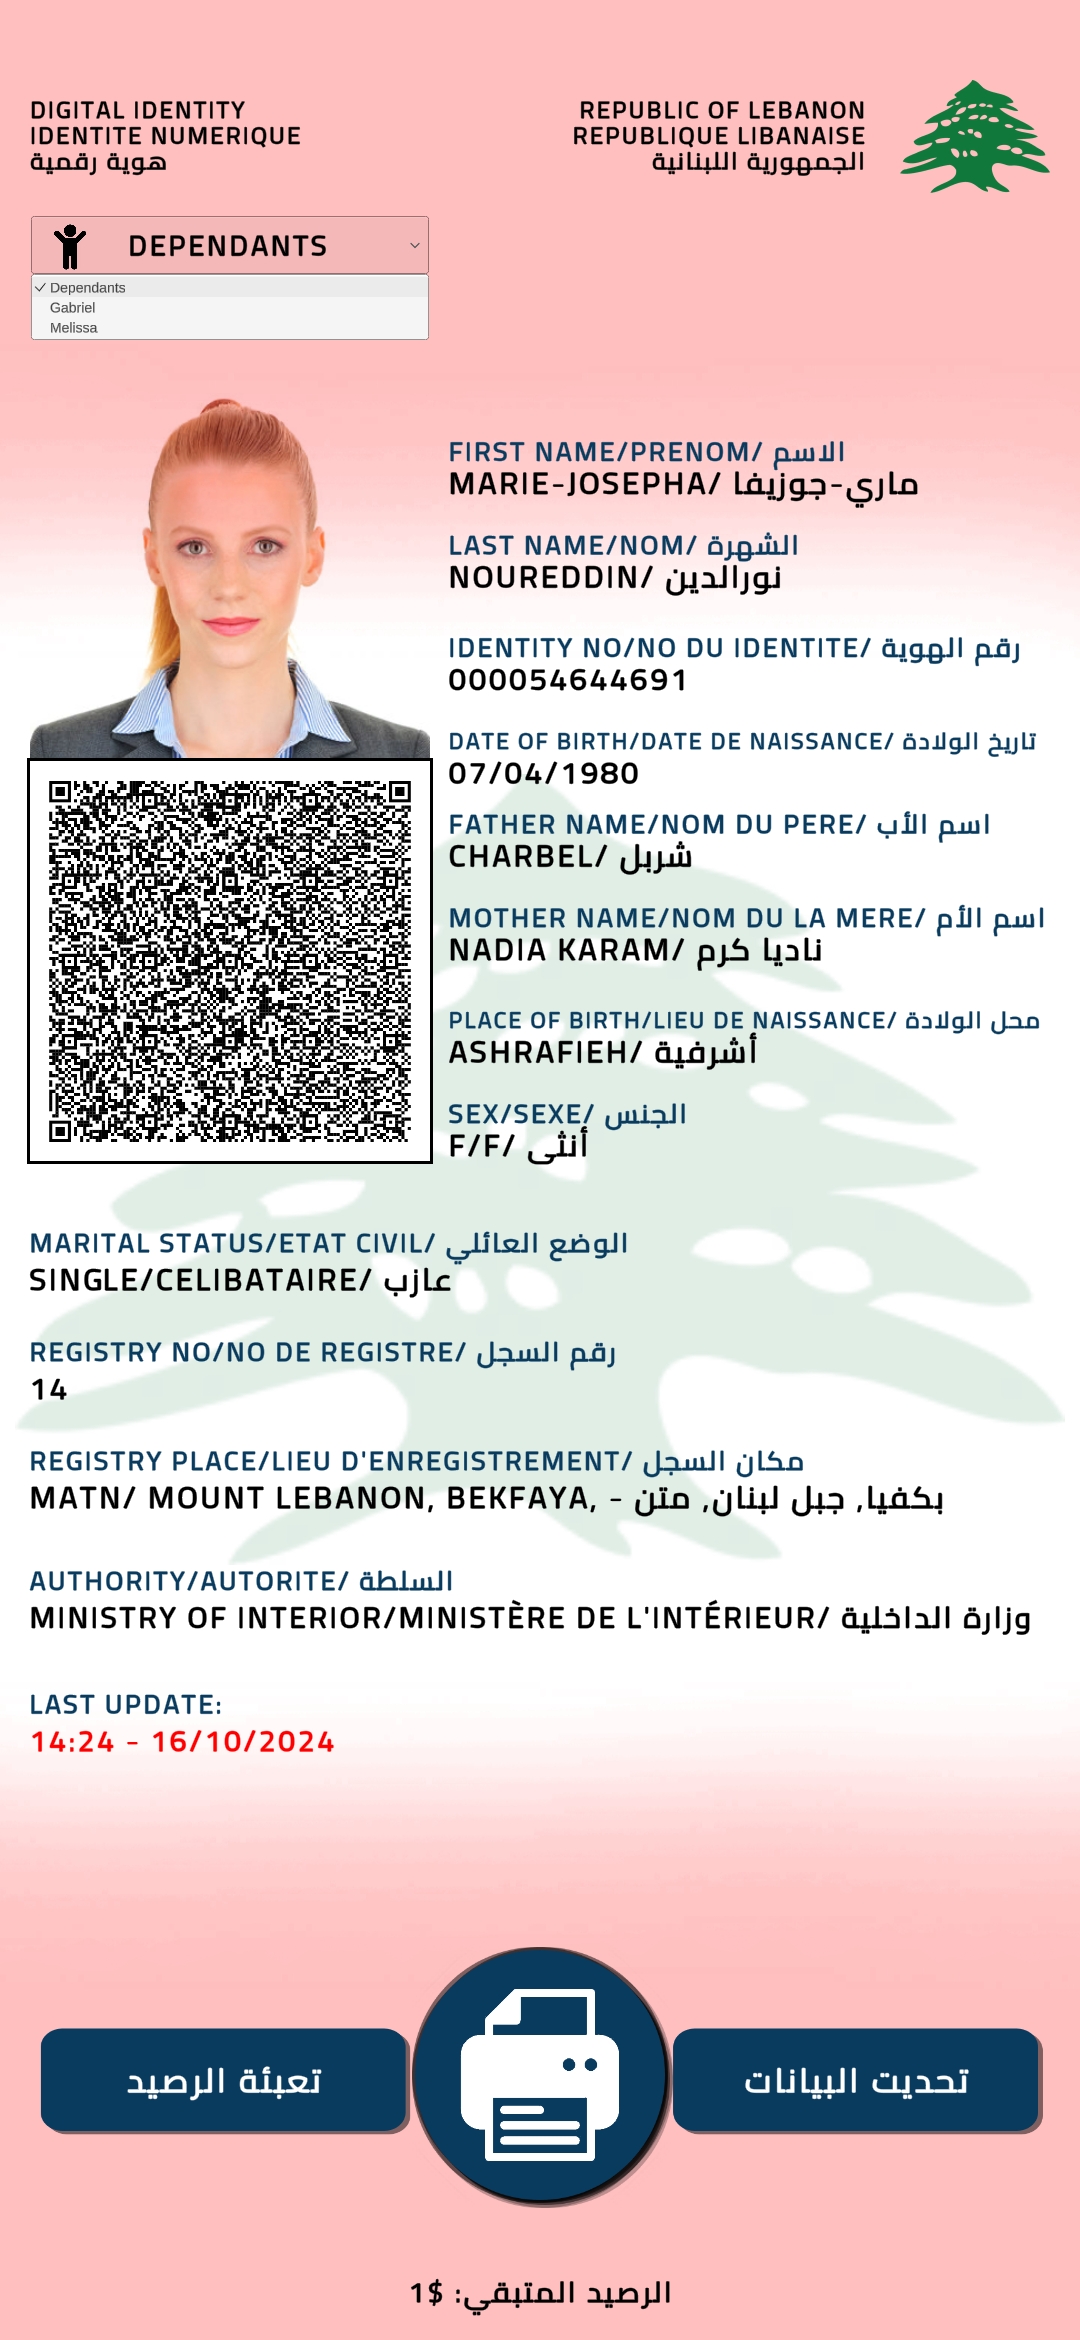 DIGITAL IDENTITY
IDENTITE NUMERIQUE
هوية رقمية
REPUBLIC OF LEBANON
REPUBLIQUE LIBANAISE
الجمهورية اللبنانية
DEPENDANTS
Dependants
Gabriel
Melissa
FIRST NAME/PRENOM/ الاسم
MARIE-JOSEPHA/ ماري-جوزيفا
LAST NAME/NOM/ الشهرة
NOUREDDIN/ نورالدين
IDENTITY NO/NO DU IDENTITE/ رقم الهوية
000054644691
DATE OF BIRTH/DATE DE NAISSANCE/ تاريخ الولادة
07/04/1980
FATHER NAME/NOM DU PERE/ اسم الأب
CHARBEL/ شربل
MOTHER NAME/NOM DU LA MERE/ اسم الأم
NADIA KARAM/ ناديا كرم
PLACE OF BIRTH/LIEU DE NAISSANCE/ محل الولادة
ASHRAFIEH/ أشرفية
SEX/SEXE/ الجنس
F/F/ أنثى
MARITAL STATUS/ETAT CIVIL/ الوضع العائلي
SINGLE/CELIBATAIRE/ عازب
REGISTRY NO/NO DE REGISTRE/ رقم السجل
14
REGISTRY PLACE/LIEU D'ENREGISTREMENT/ مكان السجل
MATN/ MOUNT LEBANON, BEKFAYA, - بكفيا, جبل لبنان, متن
AUTHORITY/AUTORITE/ السلطة
MINISTRY OF INTERIOR/MINISTÈRE DE L'INTÉRIEUR/ وزارة الداخلية
LAST UPDATE:
14:24 - 16/10/2024
تعبئة الرصيد
تحديت البيانات
الرصيد المتبقي: $1